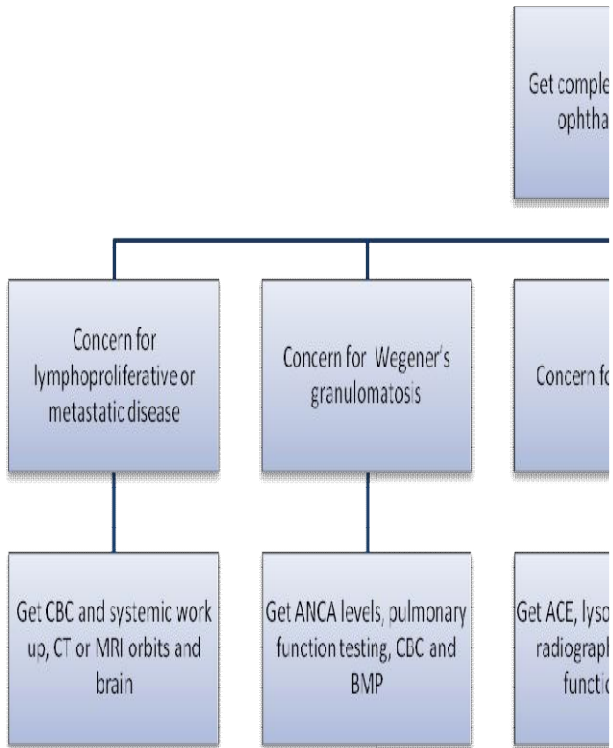 Get
ophtha
Concern for
lymphoproliferative or
metastatic disease
Concern for Wegener's
granulomatosis
Concern fo
Get CBC and systemic work
up, CT or MRI orbits and
brain
Get ANCA levels, pulmonary
function testing, CBC and
BMP
Get ACE, lyso
radiograph
functio